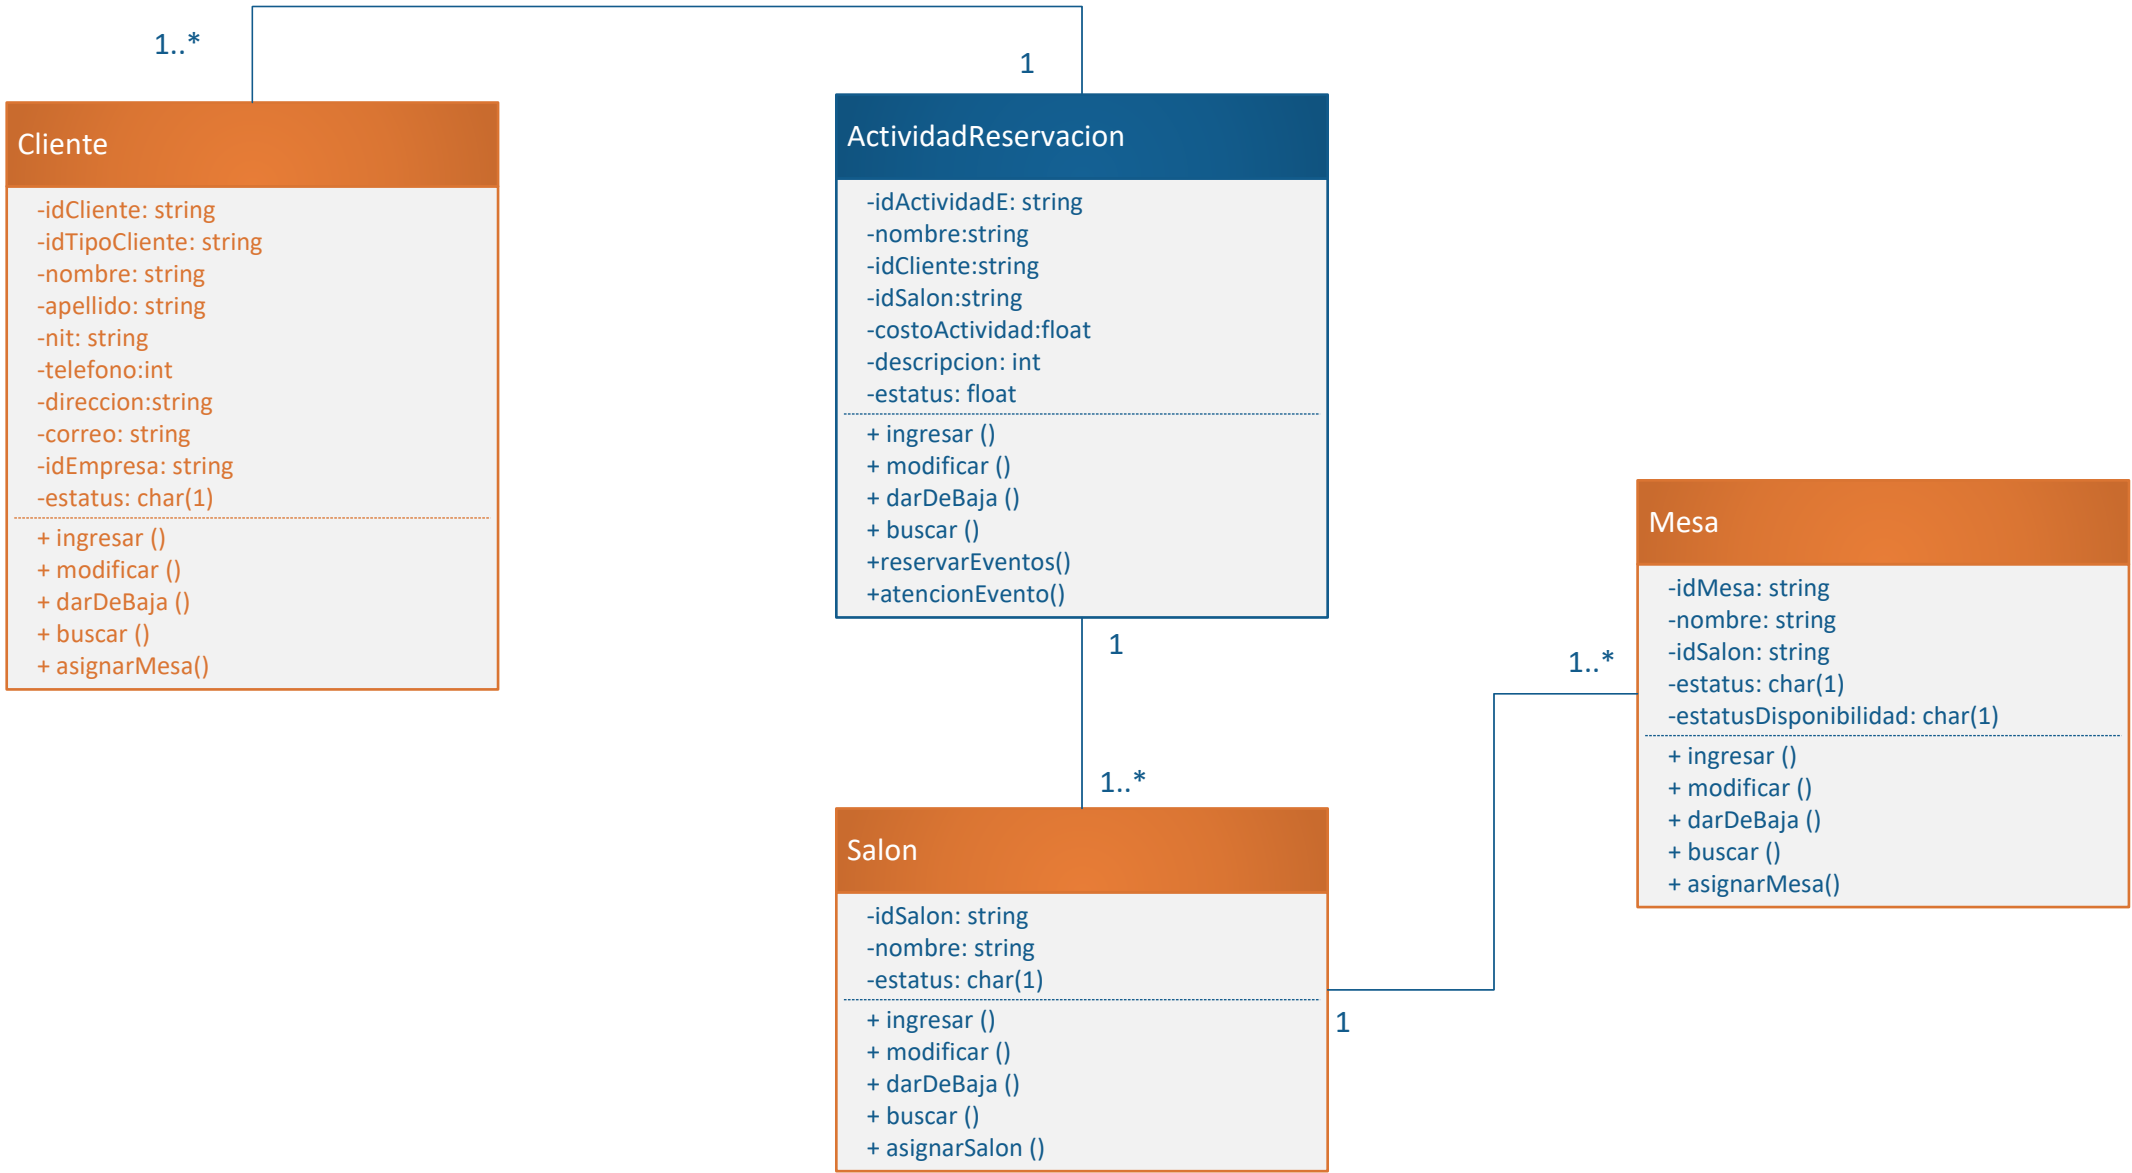 1..*
1
Cliente
-idCliente: string
-idTipoCliente: string
-nombre: string
-apellido: string
-nit: string
-telefono:int
-direccion:string
-correo: string
-idEmpresa: string
-estatus: char(1)
+ ingresar ()
+ modificar ()
+ darDeBaja ()
+ buscar ()
+ asignarMesa()
ActividadReservacion
-idActividadE: string
-nombre:string
-idCliente:string
-idSalon:string
-costoActividad:float
-descripcion: int
-estatus: float
+ ingresar ()
+ modificar ()
+ darDeBaja ()
+ buscar ()
+reservarEventos()
+atencionEvento()
1
1..*
Salon
-idSalon: string
-nombre: string
-estatus: char(1)
+ ingresar ()
+ modificar ()
+ darDeBaja ()
+ buscar ()
+ asignarSalon ()
1
1..*
Mesa
-idMesa: string
-nombre: string
-idSalon: string
-estatus: char(1)
-estatusDisponibilidad: char(1)
+ ingresar ()
+ modificar ()
+ darDeBaja ()
+ buscar ()
+ asignarMesa()